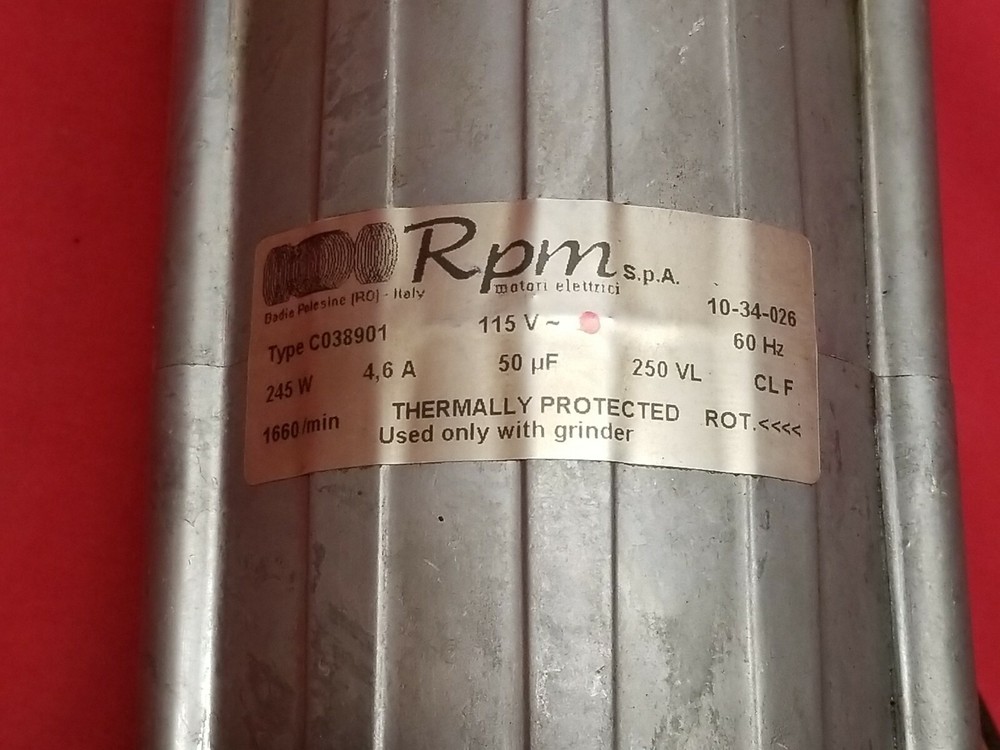 Rpm S.p.A.
motori elettrici
Badia Polesine (RO) - Italy
10-34-026
Type C038901 115 V ~ 60 Hz
245 W 4,6 A 50 µF 250 VL CL F
1660/min THERMALLY PROTECTED ROT.<<<<
Used only with grinder